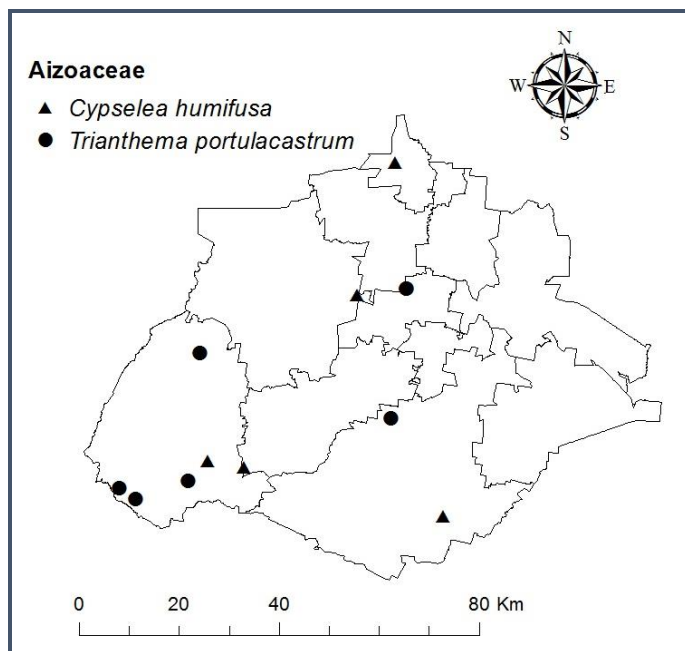 N
Aizoaceae
W E
Cypselea humifusa
S
Trianthema portulacastrum
0 20 40 80 Km